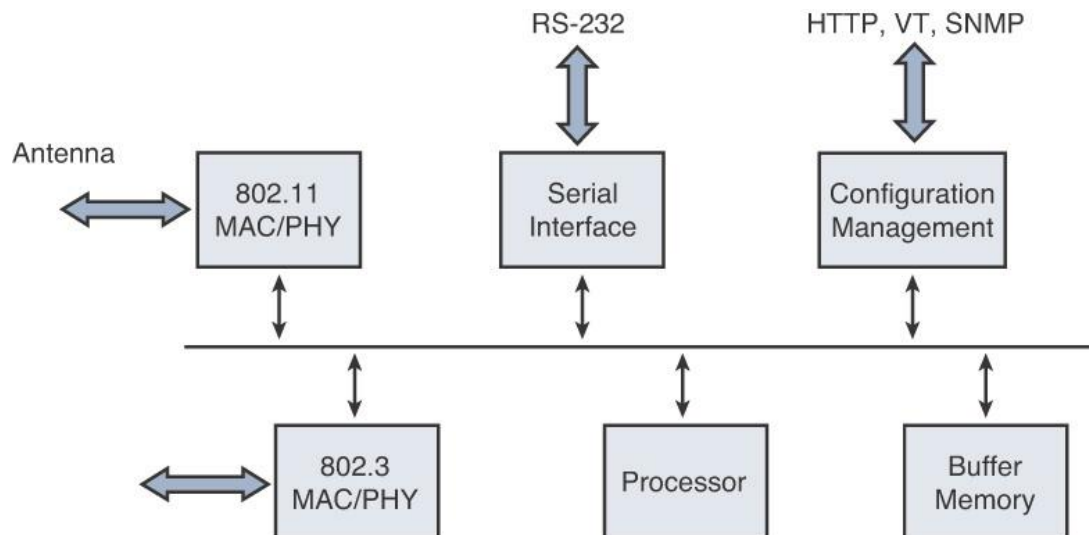 RS-232
HTTP, VT, SNMP
Antenna
802.11
MAC/PHY
Serial
Interface
Configuration
Management
802.3
MAC/PHY
Processor
Buffer
Memory